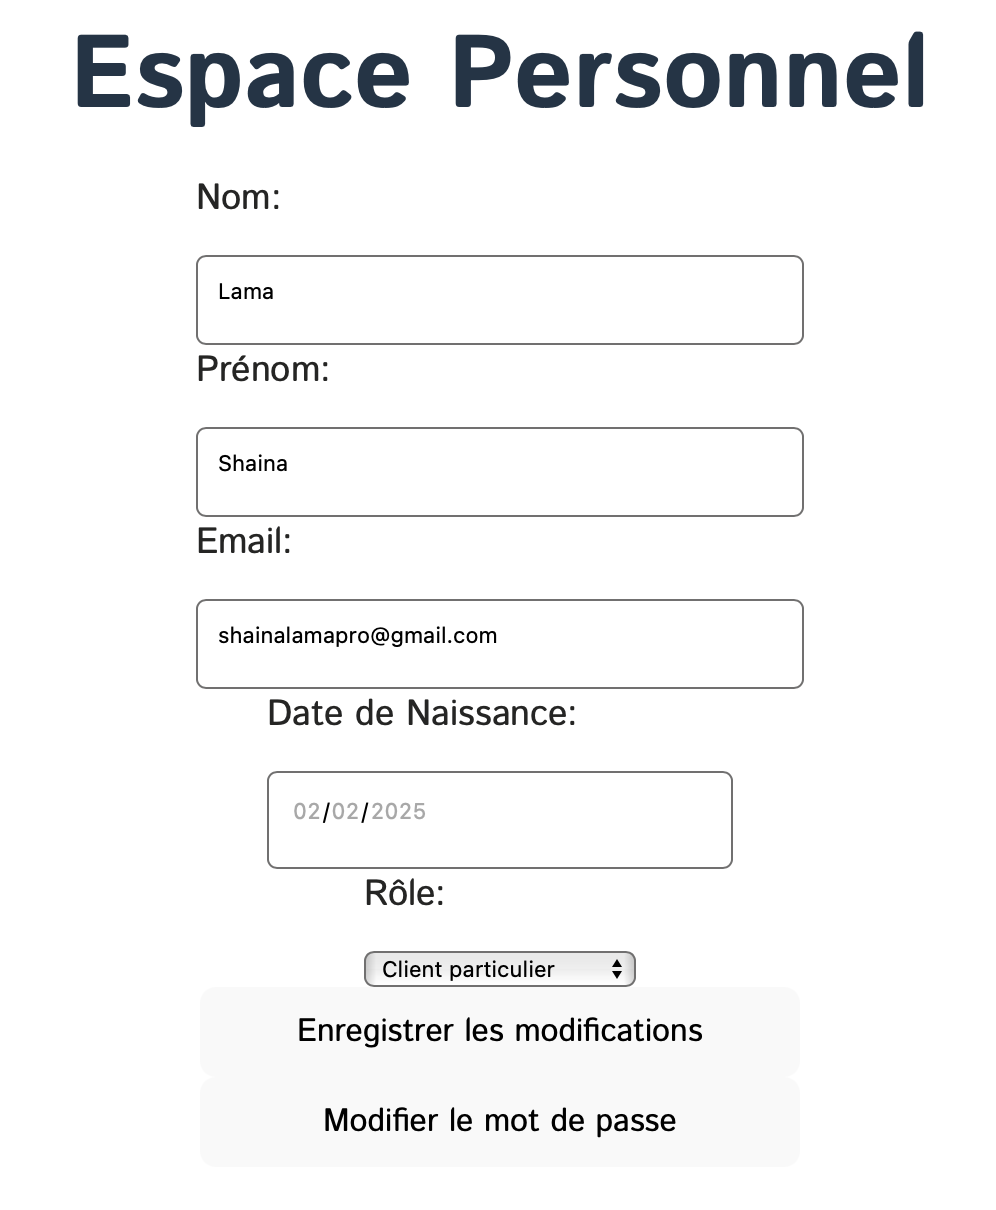 Espace Personnel
Nom:
Lama
Prénom:
Shaina
Email:
shainalamapro@gmail.com
Date de Naissance:
02/02/2025
Rôle:
Client particulier
Enregistrer les modifications
Modifier le mot de passe